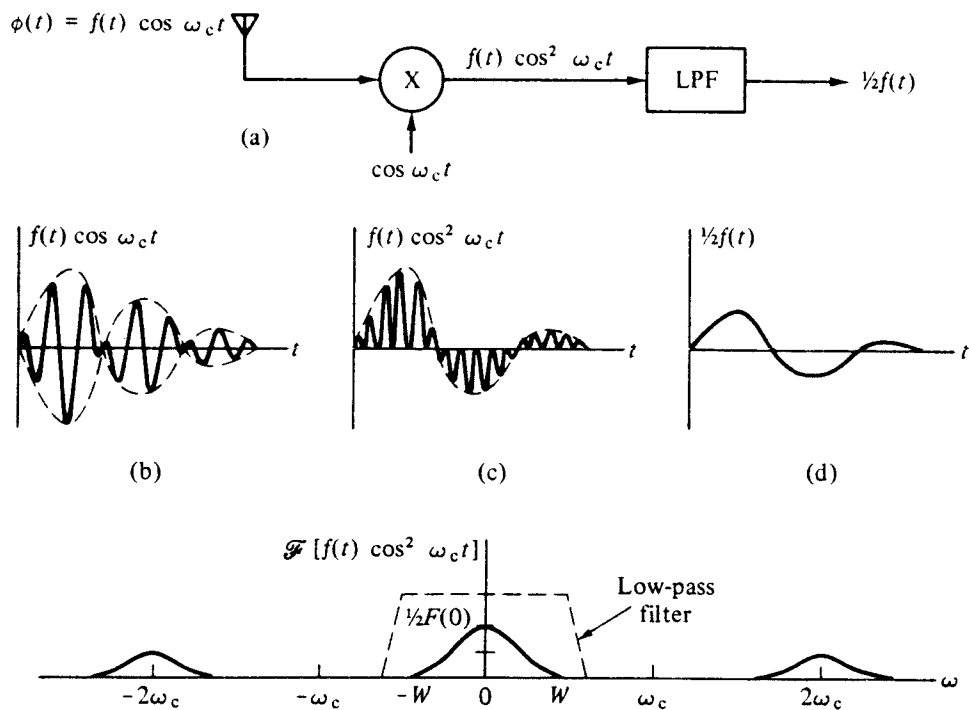 ϕ(t) = f(t) cos ω_c t
X
f(t) cos² ω_c t
LPF
½f(t)
cos ω_c t
(a)
f(t) cos ω_c t
t
(b)
f(t) cos² ω_c t
t
(c)
½f(t)
t
(d)
ℱ [f(t) cos² ω_c t]
Low-pass
filter
½F(0)
-2ω_c
-ω_c
-W
0
W
ω_c
2ω_c
ω